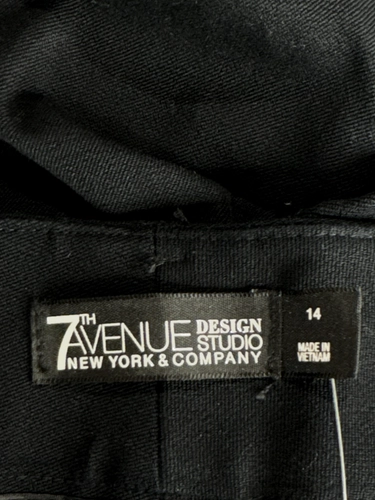 7TH AVENUE DESIGN STUDIO
NEW YORK & COMPANY
14
MADE IN
VIETNAM